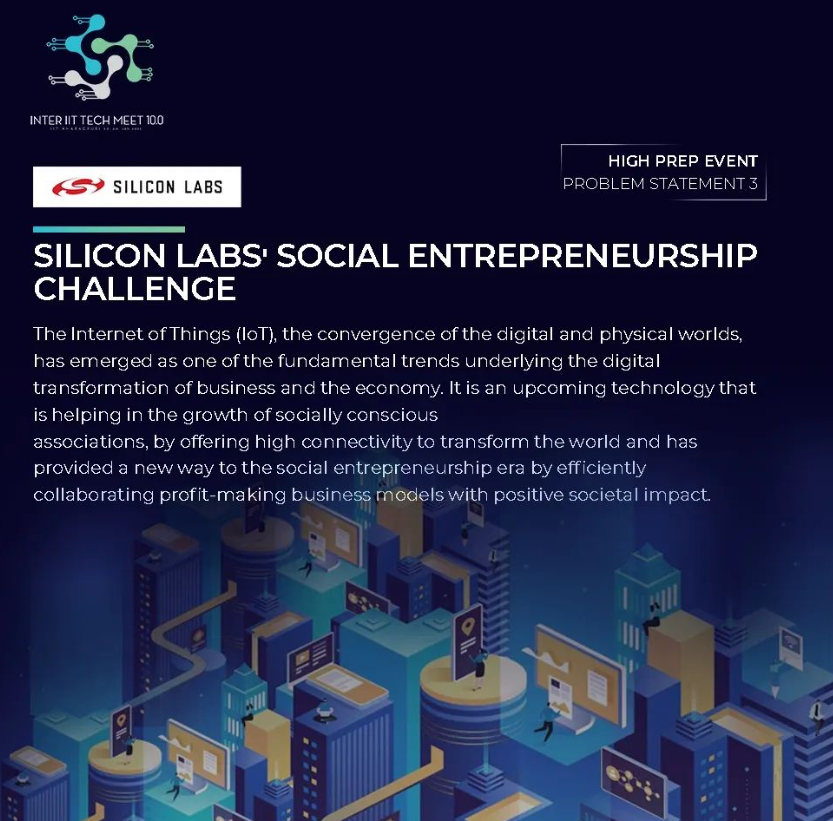 INTER IIT TECH MEET 10.0
SILICON LABS
HIGH PREP EVENT
PROBLEM STATEMENT 3
SILICON LABS' SOCIAL ENTREPRENEURSHIP
CHALLENGE
The Internet of Things (IoT), the convergence of the digital and physical worlds,
has emerged as one of the fundamental trends underlying the digital
transformation of business and the economy. It is an upcoming technology that
is helping in the growth of socially conscious
associations, by offering high connectivity to transform the world and has
provided a new way to the social entrepreneurship era by efficiently
collaborating profit-making business models with positive societal impact.